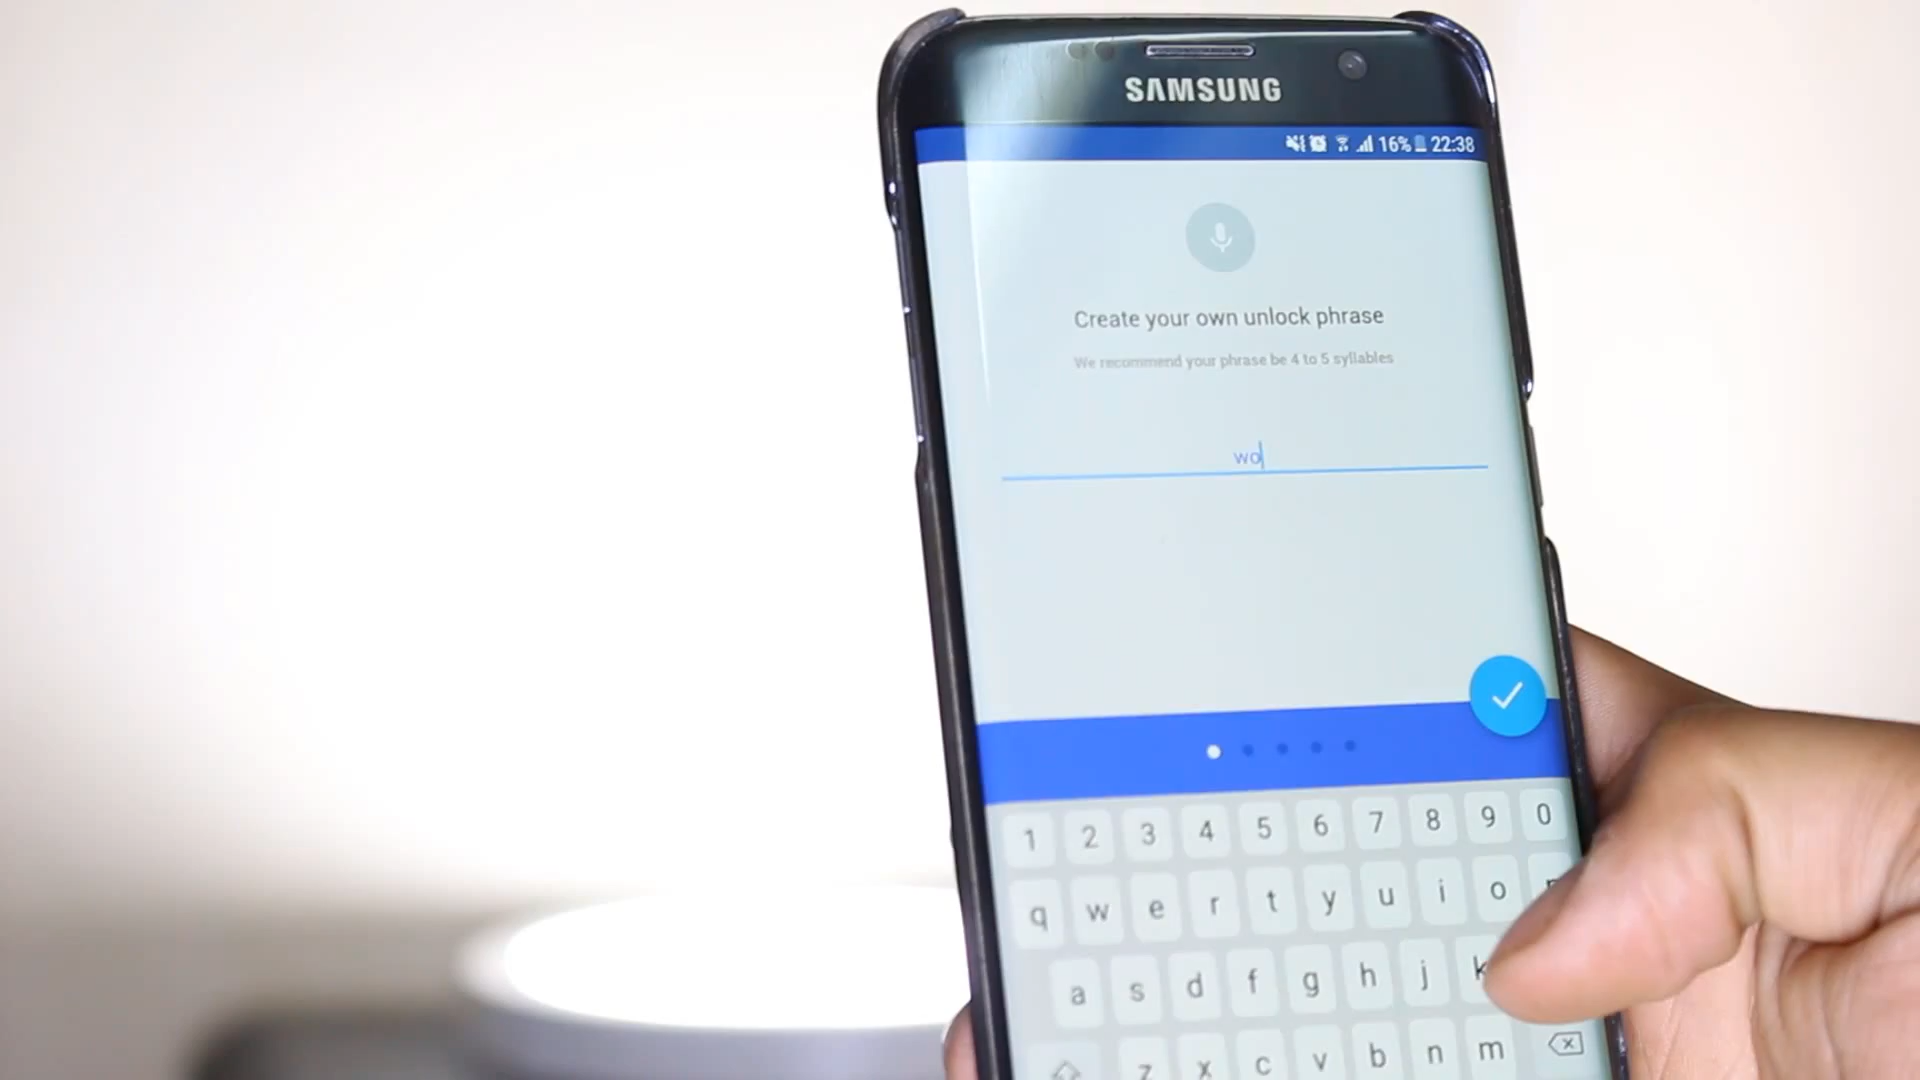 SAMSUNG
16% 22:38
Create your own unlock phrase
We recommend your phrase be 4 to 5 syllables
wo
1 2 3 4 5 6 7 8 9 0
q w e r t y u i o
a s d f g h j k
z x c v b n m